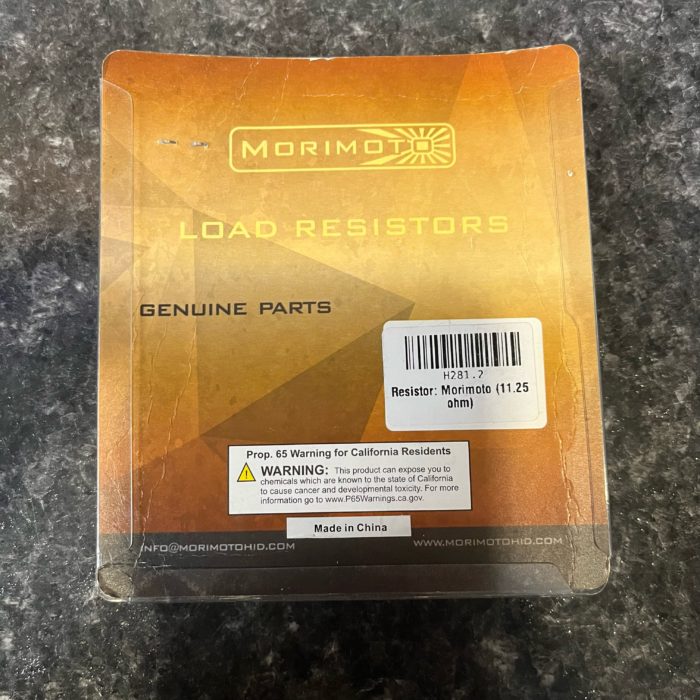 MORIMOTO
LOAD RESISTORS
GENUINE PARTS
H281.2
Resistor: Morimoto (11.25
ohm)
Prop. 65 Warning for California Residents
WARNING: This product can expose you to
chemicals which are known to the state of California
to cause cancer and developmental toxicity. For more
information go to www.P65Warnings.ca.gov.
Made in China
INFO@MORIMOTOHID.COM
WWW.MORIMOTOHID.COM